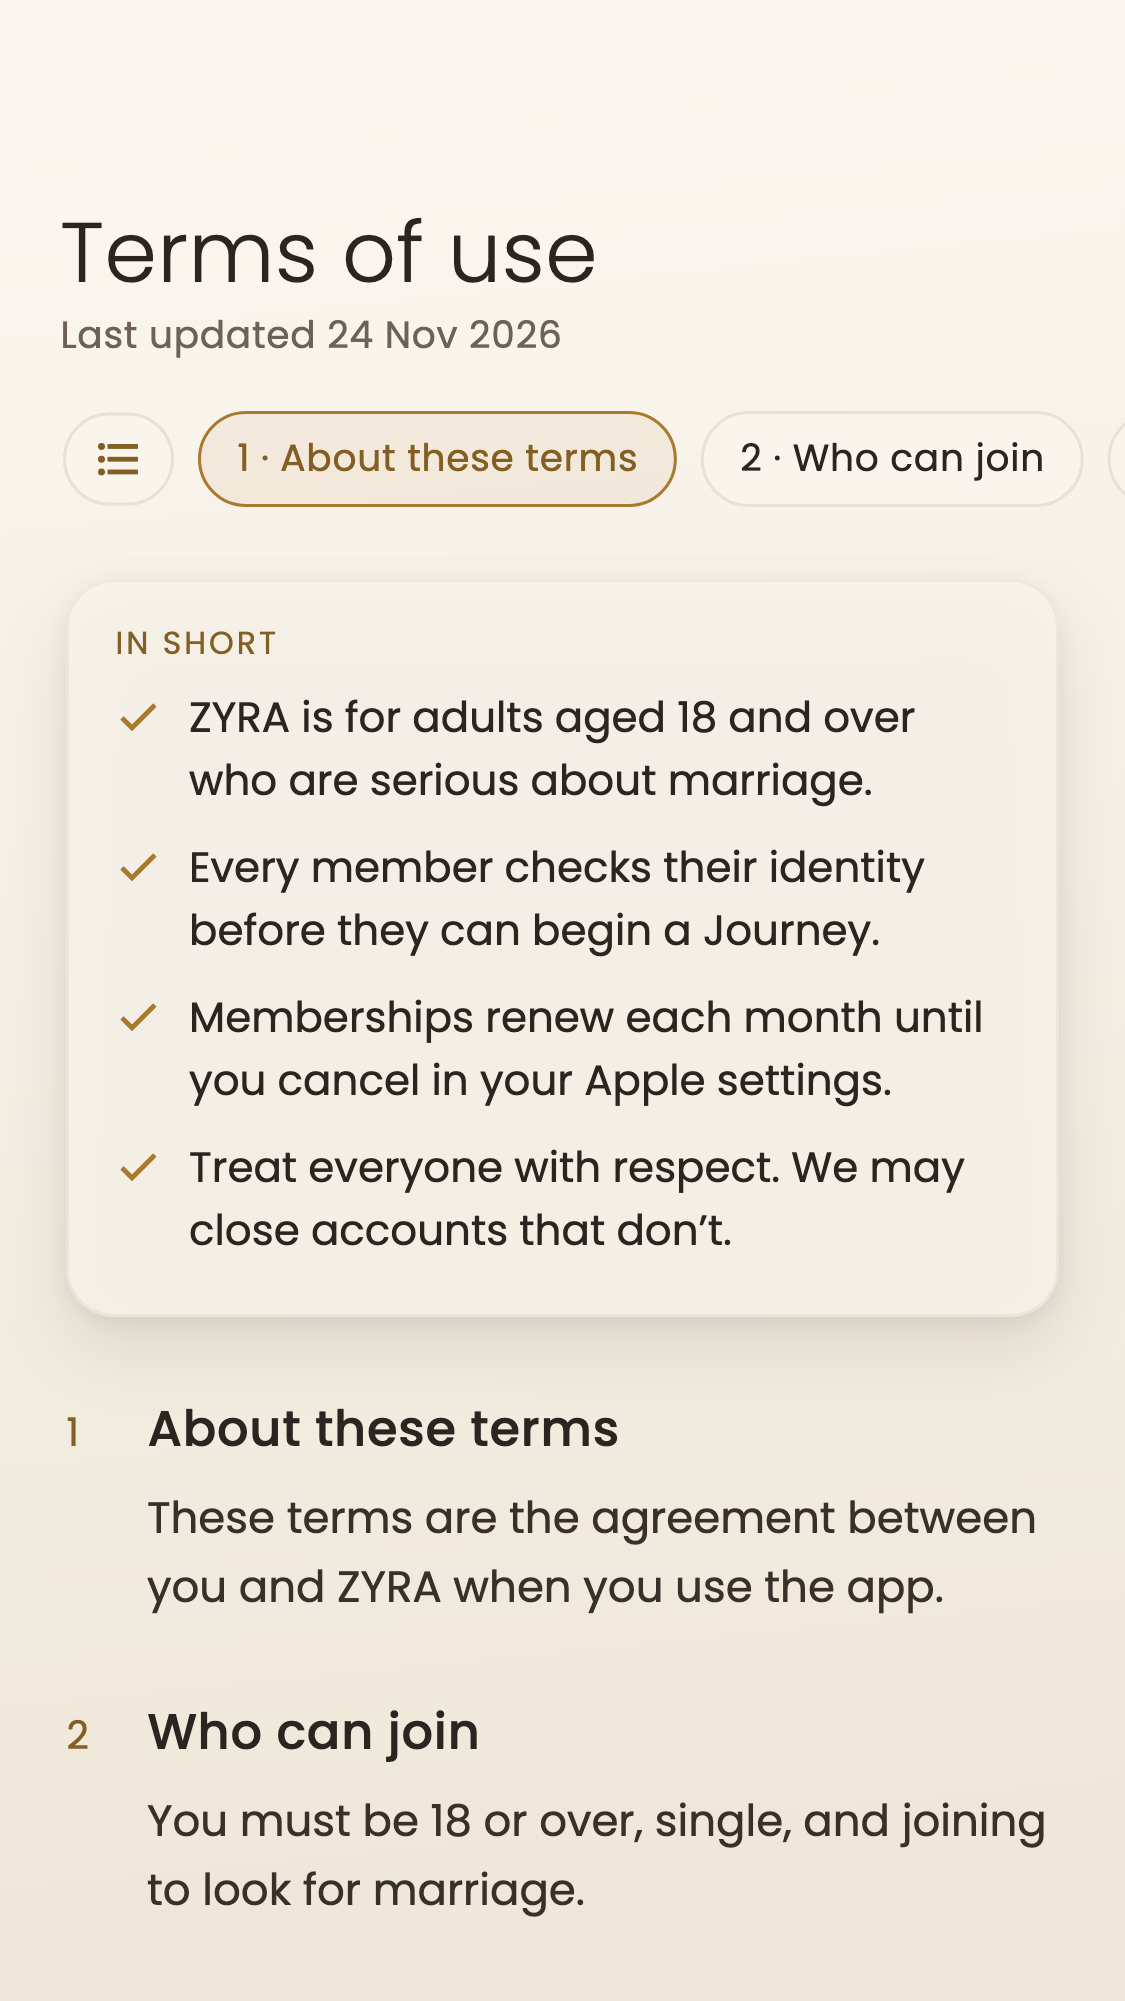 Terms of use
Last updated 24 Nov 2026
1 · About these terms
2 · Who can join
IN SHORT
ZYRA is for adults aged 18 and over
who are serious about marriage.
Every member checks their identity
before they can begin a Journey.
Memberships renew each month until
you cancel in your Apple settings.
Treat everyone with respect. We may
close accounts that don’t.
1 About these terms
These terms are the agreement between
you and ZYRA when you use the app.
2 Who can join
You must be 18 or over, single, and joining
to look for marriage.